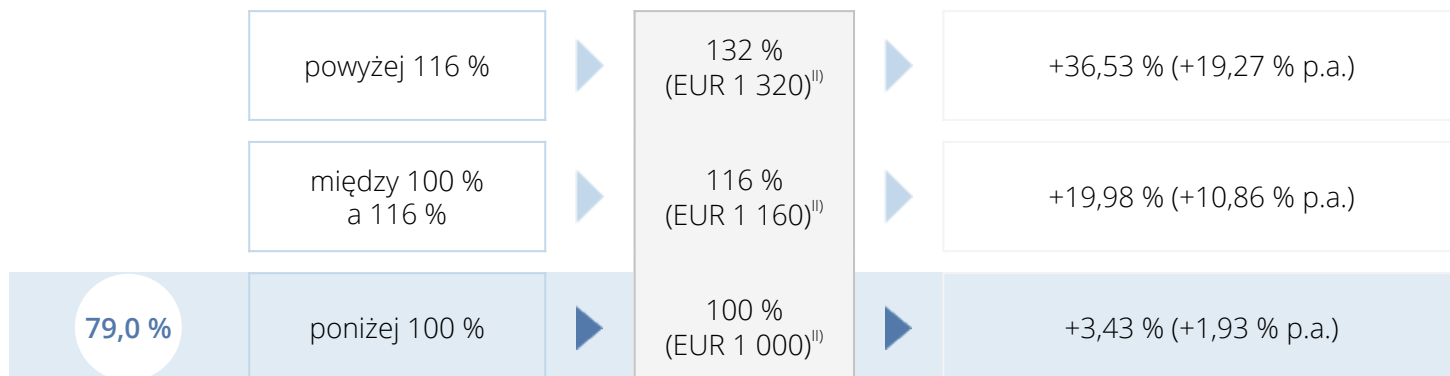 powyżej 116 %
132 %
(EUR 1 320)II)
+36,53 % (+19,27 % p.a.)
między 100 %
a 116 %
116 %
(EUR 1 160)II)
+19,98 % (+10,86 % p.a.)
79,0 %
poniżej 100 %
100 %
(EUR 1 000)II)
+3,43 % (+1,93 % p.a.)